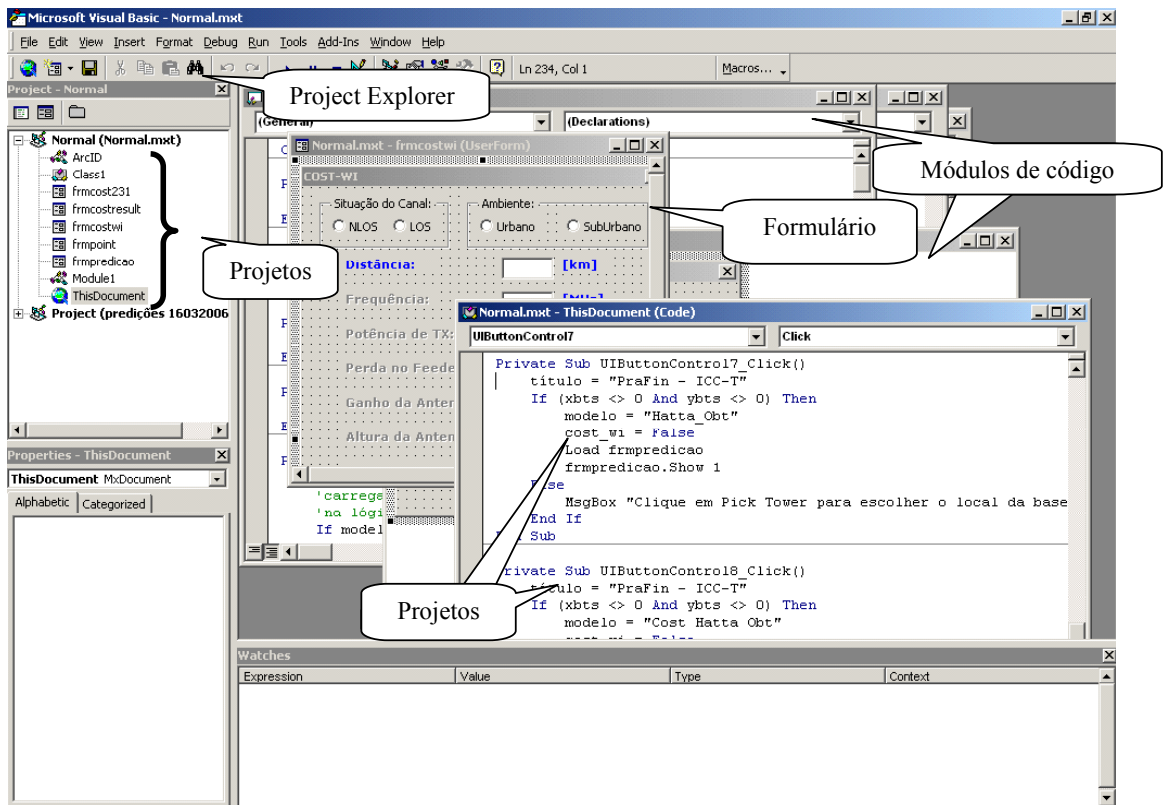 Microsoft Visual Basic - Normal.mxt
File Edit View Insert Format Debug Run Tools Add-Ins Window Help
Ln 234, Col 1
Macros...
Project Explorer
Project - Normal
Normal (Normal.mxt)
ArcID
Class1
frmcost231
frmcostresult
frmcostwi
frmpoint
frmpredicao
Module1
ThisDocument
Project (predições 16032006
Projetos
(General)
(Declarations)
Módulos de código
Normal.mxt - frmcostwi (UserForm)
COST-WI
Situação do Canal:
NLOS
LOS
Ambiente:
Urbano
SubUrbano
Formulário
Distância:
[km]
Frequência:
[MHz]
Potência de TX:
Perda no Feede
Ganho da Anter
Altura da Anter
'carrega
'na lógi
If model
Normal.mxt - ThisDocument (Code)
UIButtonControl7
Click
Private Sub UIButtonControl7_Click()
título = "PraFin - ICC-T"
If (xbts <> 0 And ybts <> 0) Then
modelo = "Hatta_Obt"
cost_wi = False
Load frmpredicao
frmpredicao.Show 1
Else
MsgBox "Clique em Pick Tower para escolher o local da base
End If
Sub
Private Sub UIButtonControl8_Click()
título = "PraFin - ICC-T"
If (xbts <> 0 And ybts <> 0) Then
modelo = "Cost Hatta Obt"
cost_wi = False
Projetos
Properties - ThisDocument
ThisDocument MxDocument
Alphabetic
Categorized
Watches
Expression
Value
Type
Context